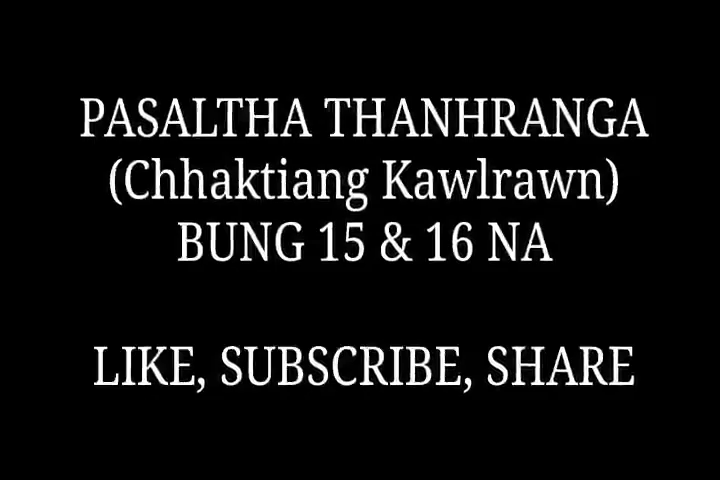 PASALTHA THANHRANGA
(Chhaktiang Kawlrawn)
BUNG 15 & 16 NA
LIKE, SUBSCRIBE, SHARE